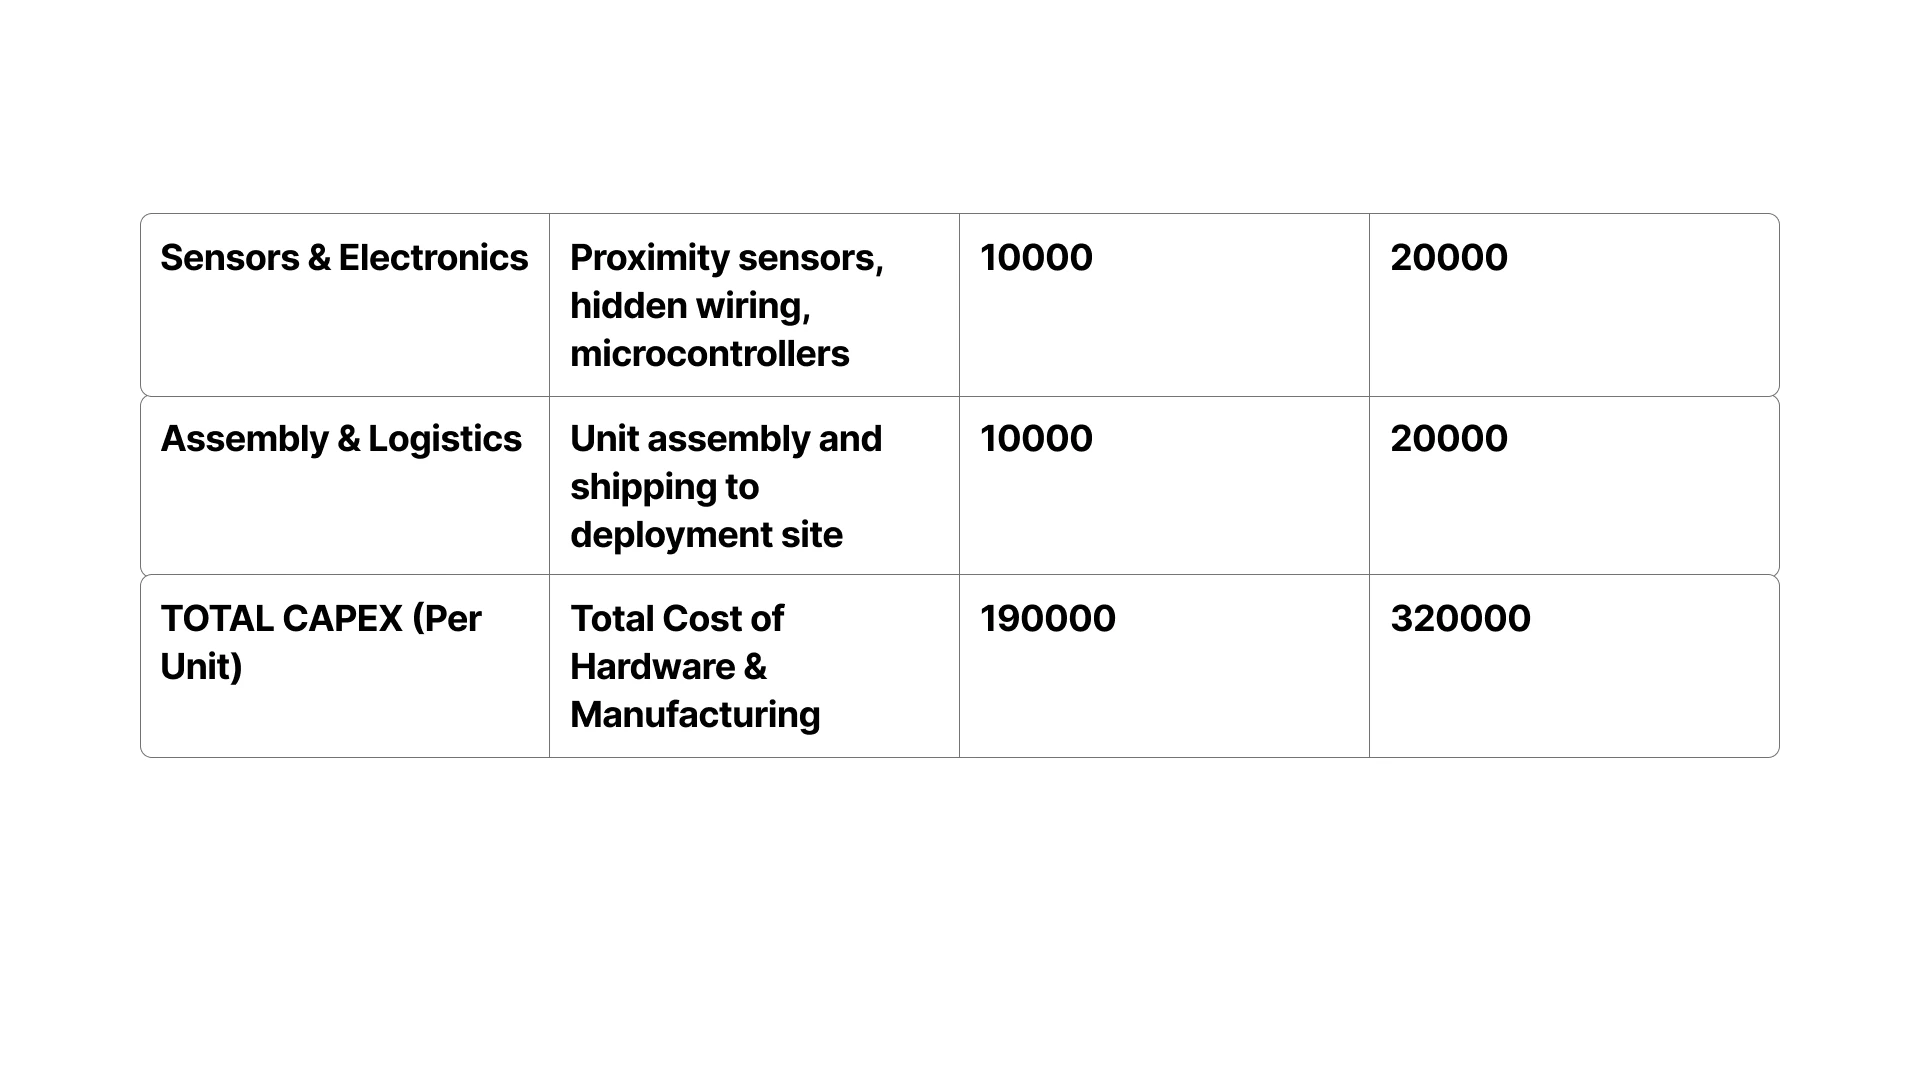 Sensors & Electronics
Proximity sensors,
hidden wiring,
microcontrollers
10000
20000
Assembly & Logistics
Unit assembly and
shipping to
deployment site
10000
20000
TOTAL CAPEX (Per
Unit)
Total Cost of
Hardware &
Manufacturing
190000
320000